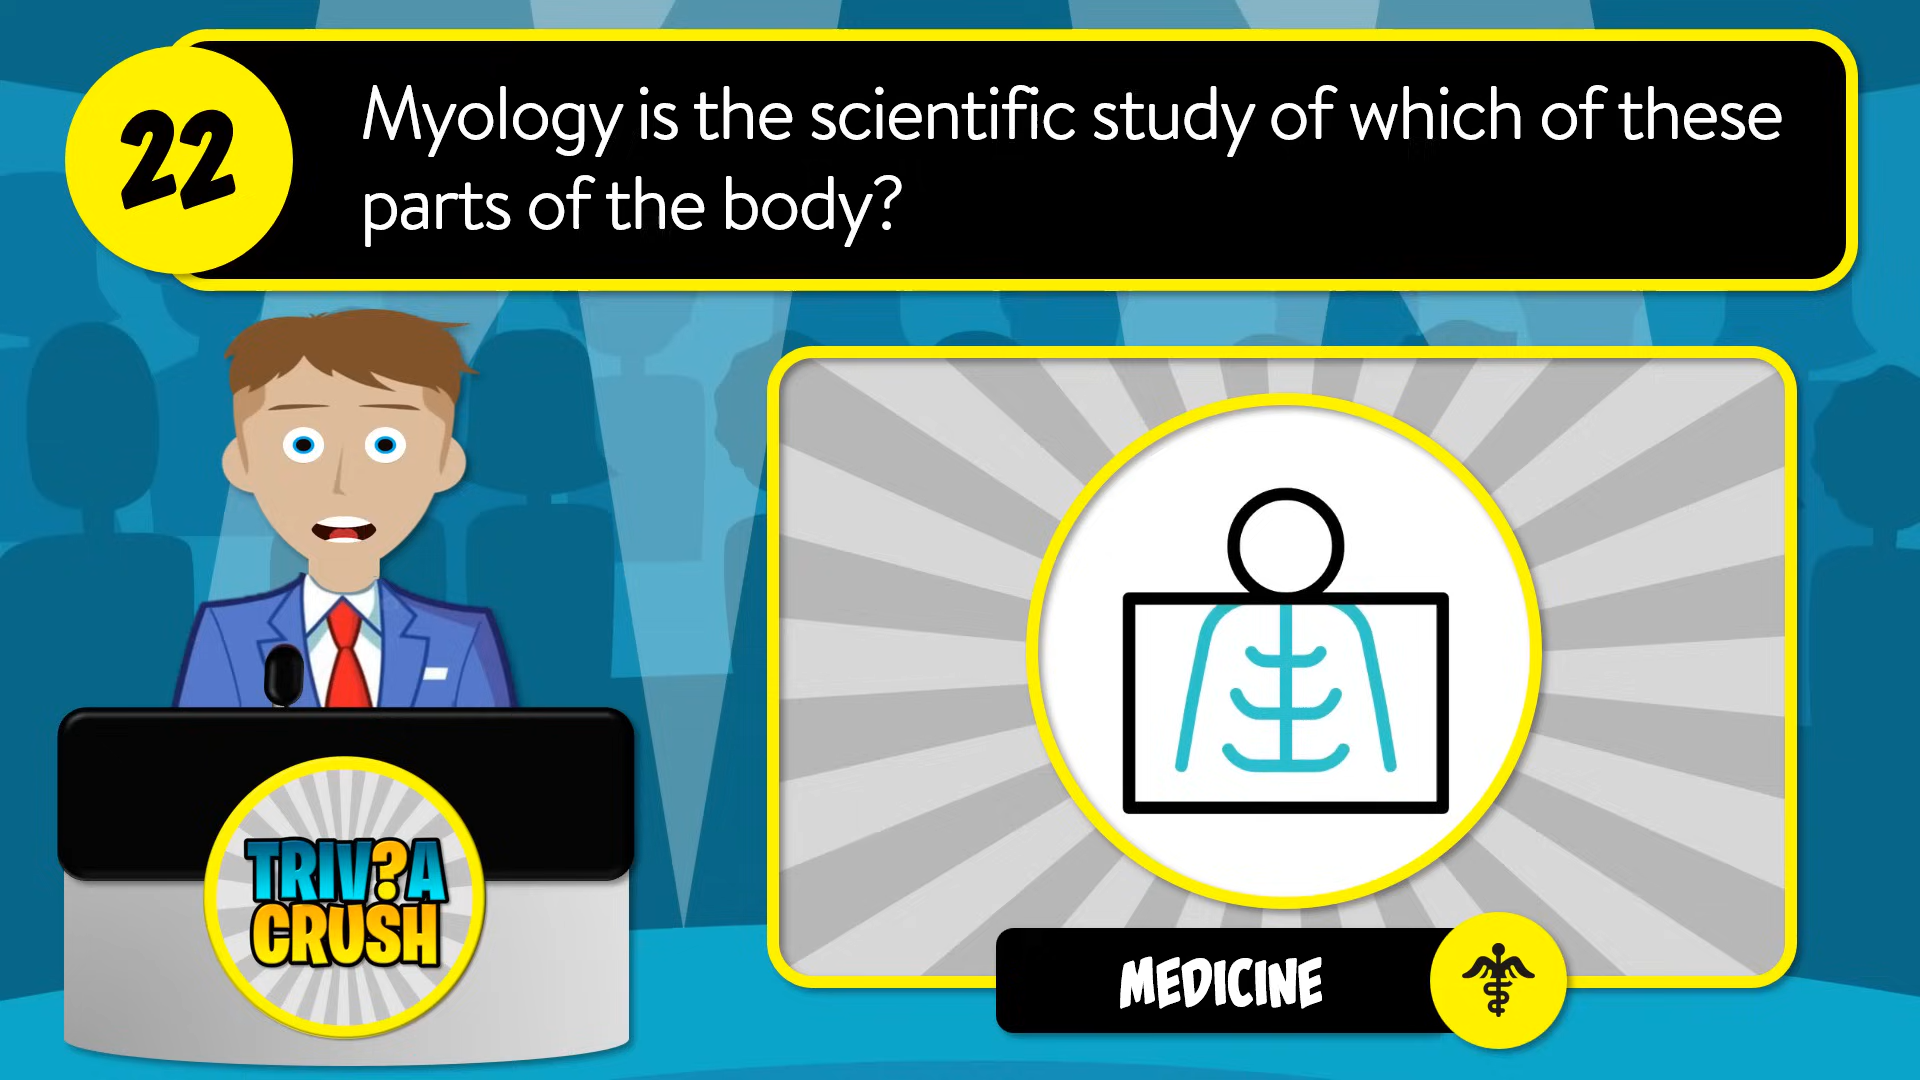 22
Myology is the scientific study of which of these
parts of the body?
TRIV?A
CRUSH
MEDICINE